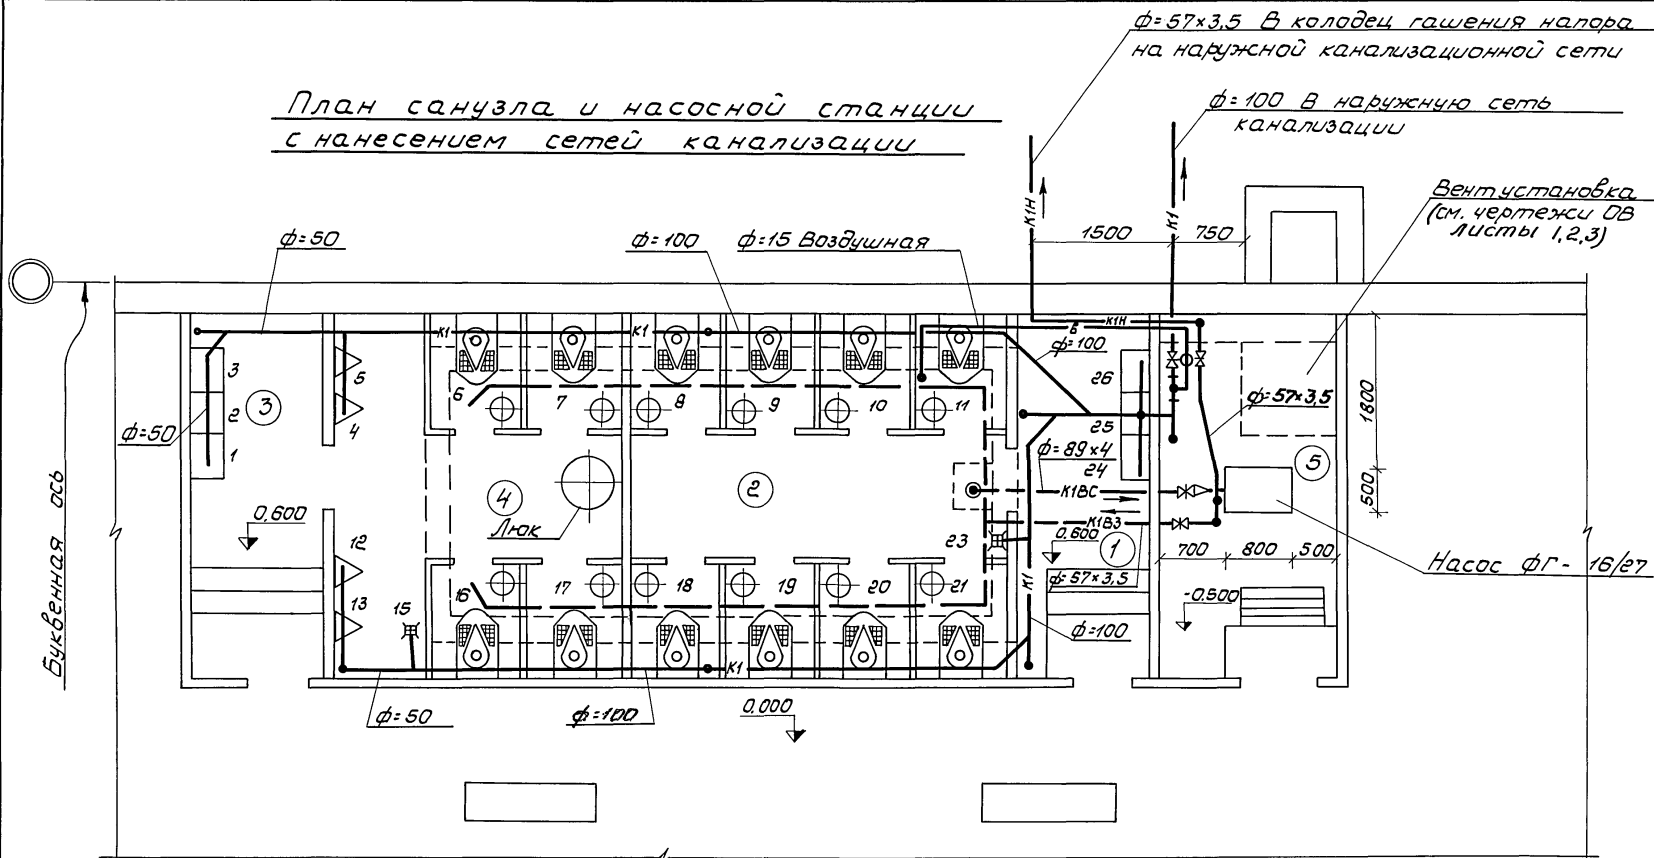 ф=57×3,5 В колодец гашения напора
на наружной канализационной сети
План санузла и насосной станции
с нанесением сетей канализации
ф=100 В наружную сеть
канализации
Вентустановка
(см. чертежи ОВ
листы 1,2,3)
К1Н
К1
1500
750
ф=50
ф=100
ф=15 Воздушная
К1
К1
К1Н
В
ф=100
3
2
1
3
ф=50
5
4
6
7
8
9
10
11
26
25
24
ф=57×3,5
1800
500
5
ф=89×4
К1ВС
К1ВЗ
4
2
Люк
0.600
23
0.600
1
700
800
500
Насос ФГ- 16/27
ф=57×3,5
-0.500
12
13
15
16
17
18
19
20
21
К1
ф=100
К1
ф=50
ф=100
0.000
Буквенная ось